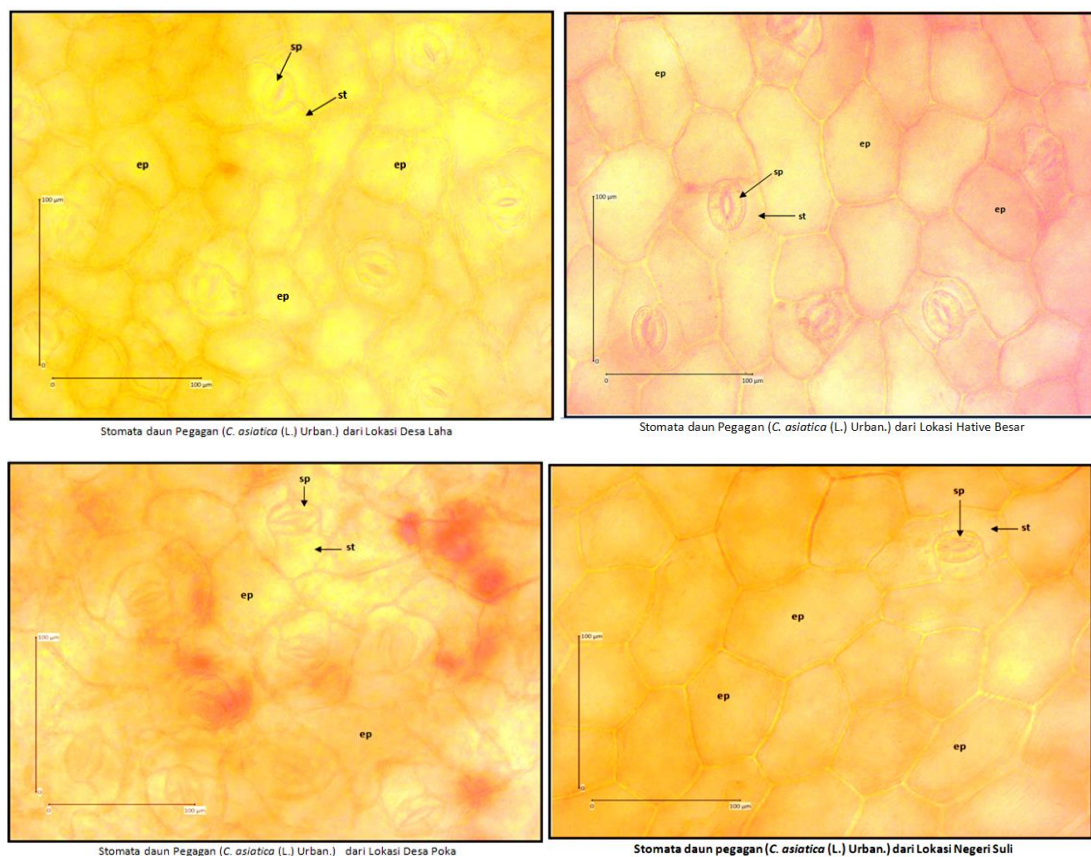 sp
st
ep
ep
100 µm
ep
0
0
100 µm
Stomata daun Pegagan (C. asiatica (L.) Urban.) dari Lokasi Desa Laha
ep
ep
sp
100 µm
ep
st
0
0
100 µm
Stomata daun Pegagan (C. asiatica (L.) Urban.) dari Lokasi Hative Besar
sp
st
ep
100 µm
ep
0
0
100 µm
Stomata daun Pegagan (C. asiatica (L.) Urban.) dari Lokasi Desa Poka
sp
st
ep
100 µm
ep
ep
0
0
100 µm
Stomata daun pegagan (C. asiatica (L.) Urban.) dari Lokasi Negeri Suli